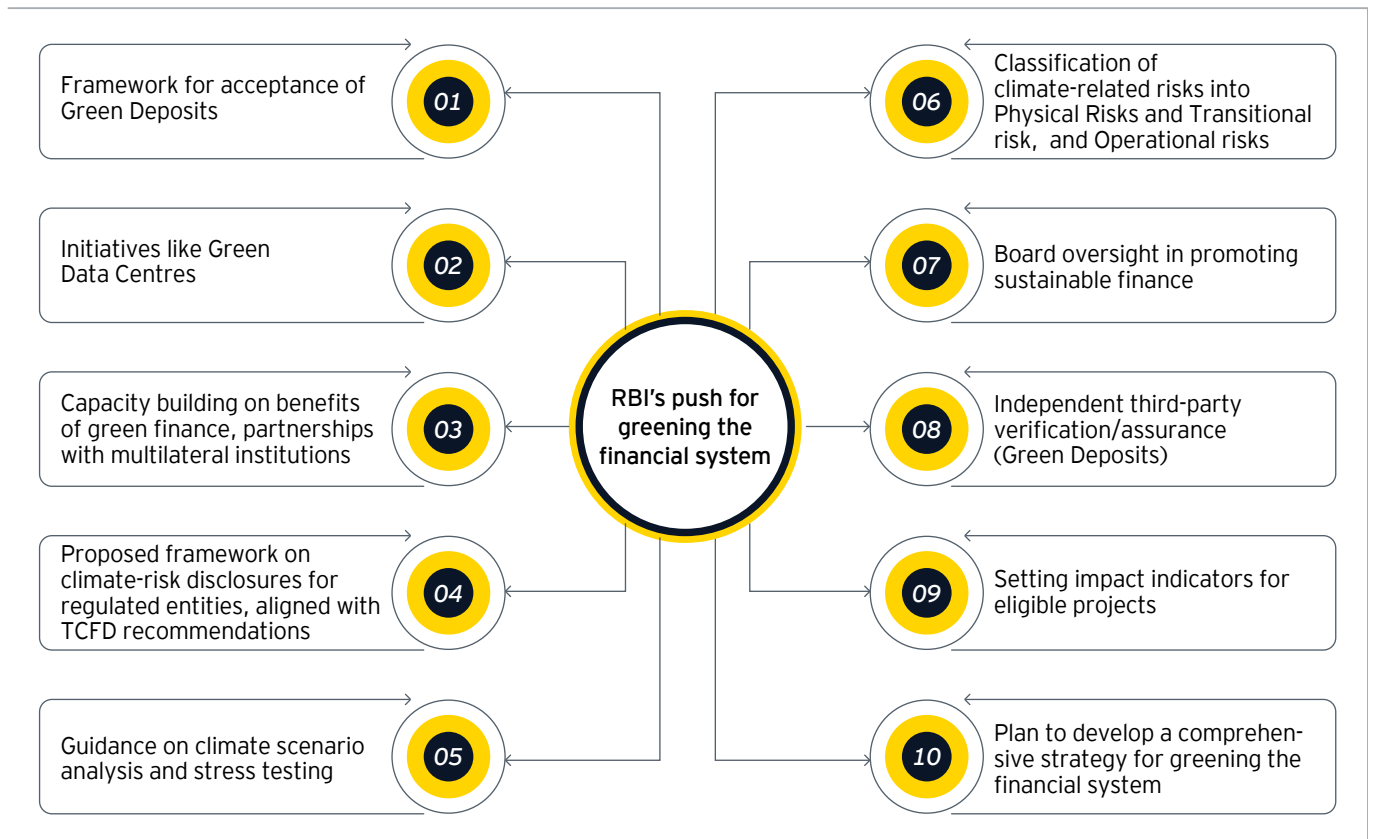 Framework for acceptance of
Green Deposits
01
Initiatives like Green
Data Centres
02
Capacity building on benefits
of green finance, partnerships
with multilateral institutions
03
Proposed framework on
climate-risk disclosures for
regulated entities, aligned with
TCFD recommendations
04
Guidance on climate scenario
analysis and stress testing
05
RBI's push for
greening the
financial system
06
Classification of
climate-related risks into
Physical Risks and Transitional
risk, and Operational risks
07
Board oversight in promoting
sustainable finance
08
Independent third-party
verification/assurance
(Green Deposits)
09
Setting impact indicators for
eligible projects
10
Plan to develop a comprehen-
sive strategy for greening the
financial system